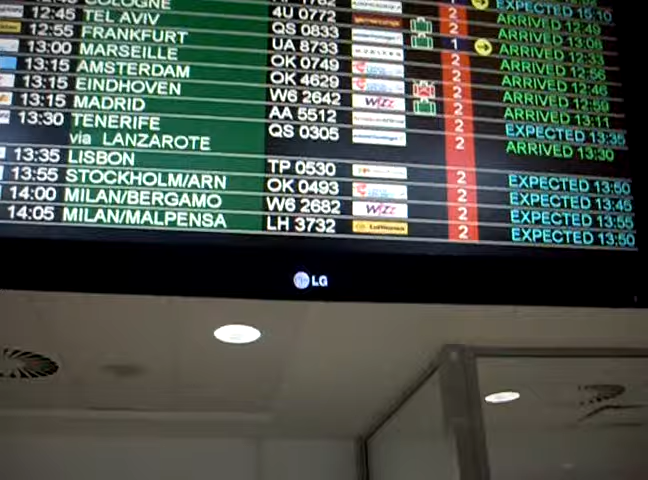 COLOGNE 4U 0772 2 ARRIVED 13:08
12:45 TEL AVIV QS 0833 1 ARRIVED 12:33
12:55 FRANKFURT UA 8733 2 ARRIVED 12:56
13:00 MARSEILLE OK 0749 2 ARRIVED 12:46
13:15 AMSTERDAM OK 4629 2 ARRIVED 12:59
13:15 EINDHOVEN W6 2642 WIZZ 2 ARRIVED 13:11
13:15 MADRID AA 5512 2 EXPECTED 13:35
13:30 TENERIFE QS 0305 2 ARRIVED 13:30
via LANZAROTE
13:35 LISBON TP 0530 2 EXPECTED 13:50
13:55 STOCKHOLM/ARN OK 0493 2 EXPECTED 13:45
14:00 MILAN/BERGAMO W6 2682 WIZZ 2 EXPECTED 13:55
14:05 MILAN/MALPENSA LH 3732 Lufthansa 2 EXPECTED 13:50
LG